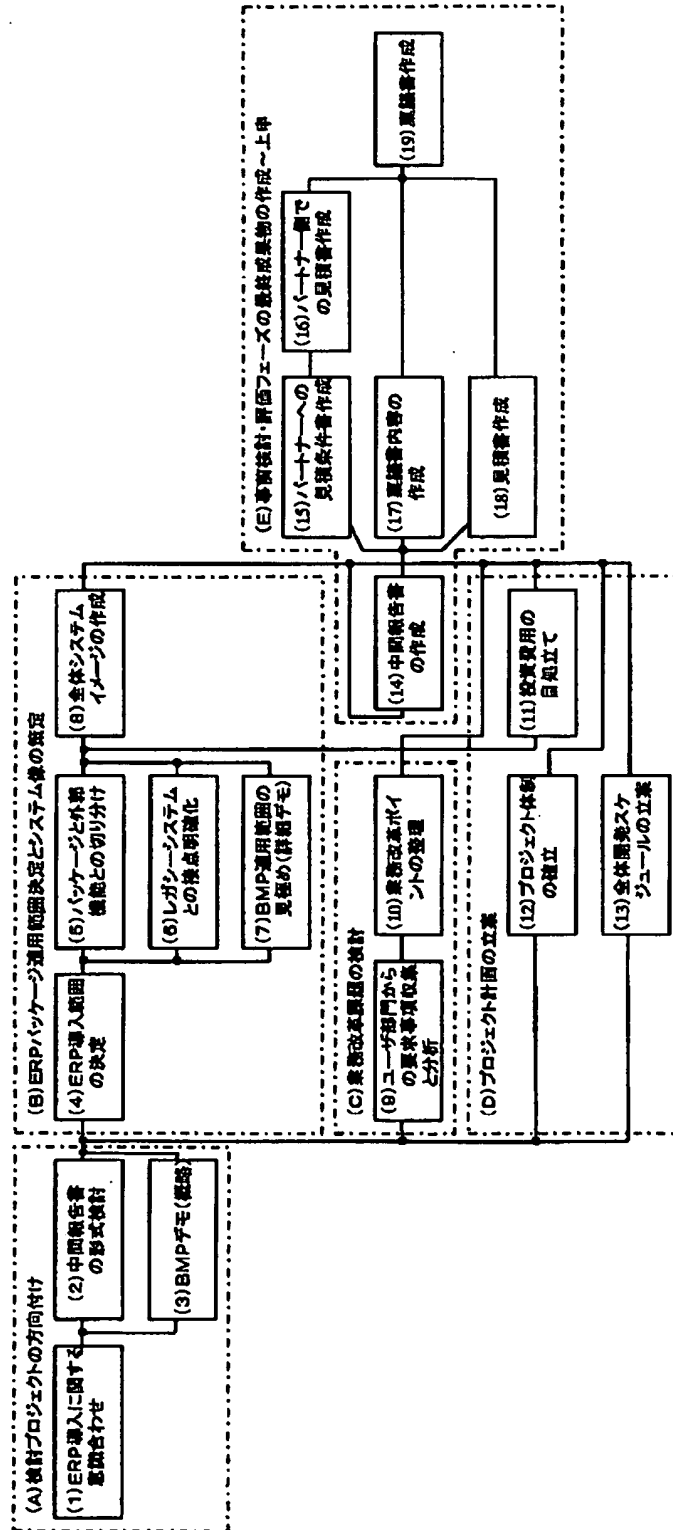 (A)検討プロジェクトの方向付け
(1)ERP導入に関する
意識合わせ
(2)中間報告書
の形式検討
(3)BMPデモ(概略)
(B)ERPパッケージ適用範囲決定とシステム像の策定
(4)ERP導入範囲
の決定
(5)パッケージと外部
機能との切り分け
(6)レガシーシステム
との接点明確化
(7)BMP適用範囲の
見極め(詳細デモ)
(8)全体システム
イメージの作成
(C)業務改革課題の検討
(9)ユーザ部門から
の要求事項収集
と分析
(10)業務改革ポイ
ントの整理
(D)プロジェクト計画の立案
(11)投資費用の
目処立て
(12)プロジェクト体制
の確立
(13)全体開発スケ
ジュールの立案
(14)中間報告書
の作成
(E)事前検討・評価フェーズの最終成果物の作成~上申
(15)パートナーへの
見積条件書作成
(16)パートナー側で
の見積書作成
(17)稟議書内容の
作成
(18)見積書作成
(19)稟議書作成